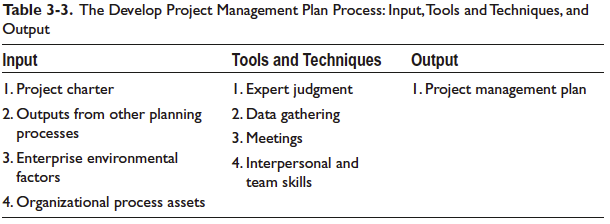 Table 3-3. The Develop Project Management Plan Process: Input, Tools and Techniques, and
Output
Input Tools and Techniques Output
1. Project charter 1. Expert judgment 1. Project management plan
2. Outputs from other planning 2. Data gathering
processes 3. Meetings
3. Enterprise environmental 4. Interpersonal and
factors team skills
4. Organizational process assets